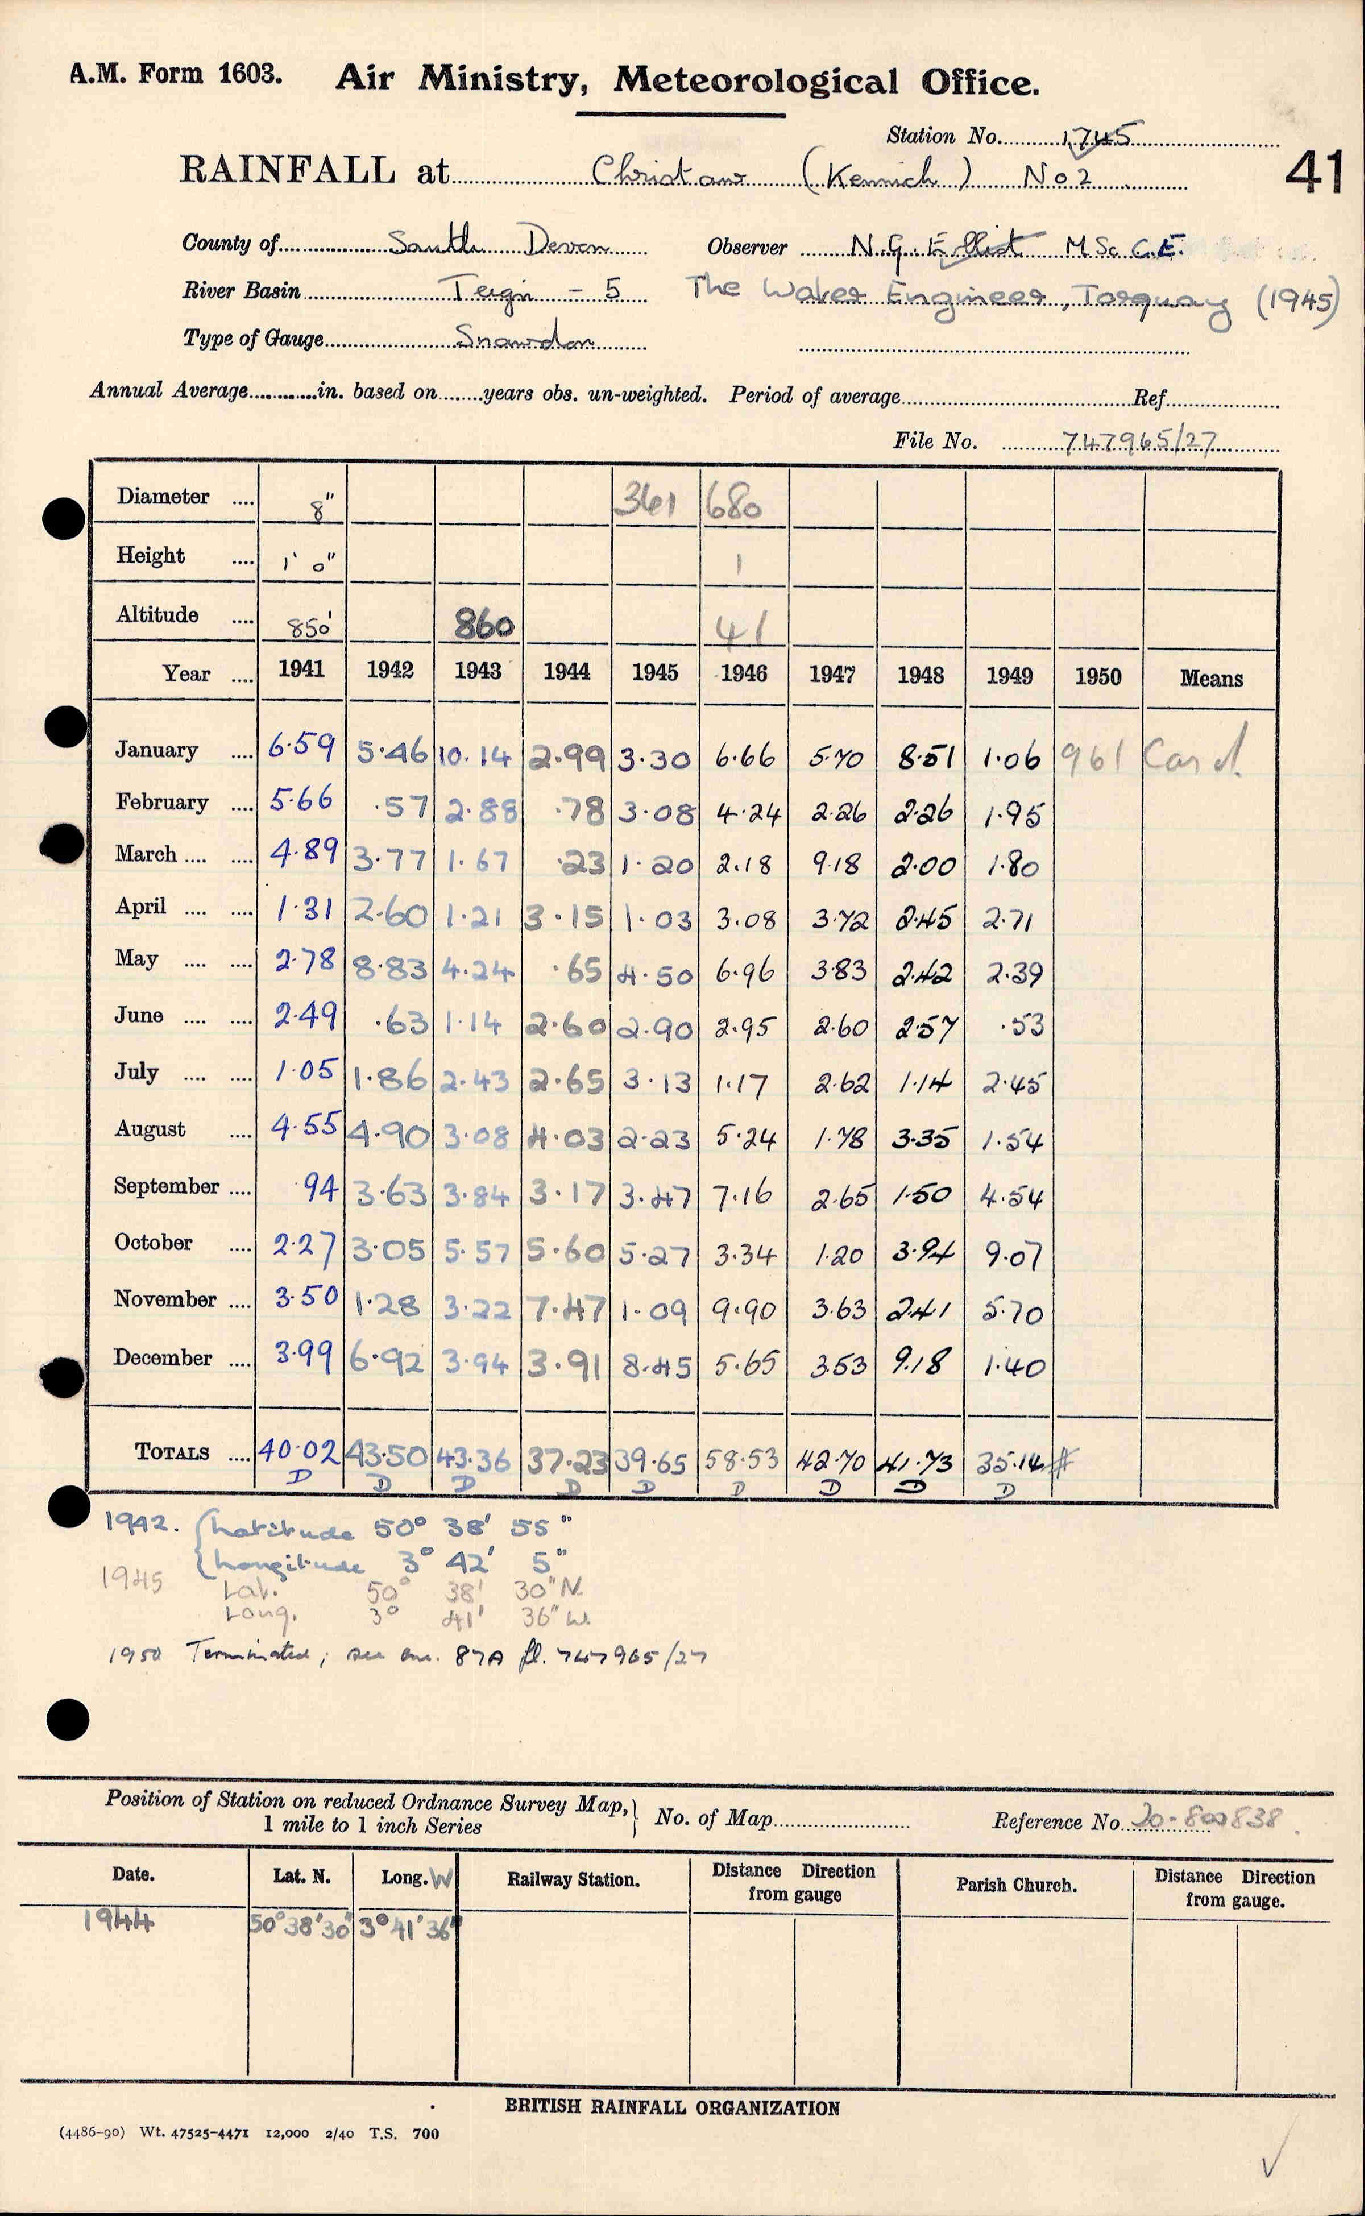 A.M. Form 1603. Air Ministry, Meteorological Office.
Station No. 1745
RAINFALL at Christow (Kennick) No 2
41
County of South Devon Observer N.G. Elliot M Sc C.E.
River Basin Teign - 5 The Water Engineer, Torquay (1945)
Type of Gauge Snowdon
Annual Average in. based on years obs. un-weighted. Period of average Ref
File No. 747965/27
Diameter 8" 361 680
Height 1' 0" 1
Altitude 850' 860 41
Year 1941 1942 1943 1944 1945 1946 1947 1948 1949 1950 Means
January 6.59 5.46 10.14 2.99 3.30 6.66 5.70 8.51 1.06 961 Card
February 5.66 .57 2.88 .78 3.08 4.24 2.26 2.26 1.95
March 4.89 3.77 1.67 .23 1.20 2.18 9.18 2.00 1.80
April 1.31 2.60 1.21 3.15 1.03 3.08 3.72 2.45 2.71
May 2.78 8.83 4.24 .65 4.50 6.96 3.83 2.42 2.39
June 2.49 .63 1.14 2.60 2.90 2.95 2.60 2.57 .53
July 1.05 1.86 2.43 2.65 3.13 1.17 2.62 1.14 2.45
August 4.55 4.90 3.08 4.03 2.23 5.24 1.78 3.35 1.54
September .94 3.63 3.84 3.17 3.47 7.16 2.65 1.50 4.54
October 2.27 3.05 5.57 5.60 5.27 3.34 1.20 3.94 9.07
November 3.50 1.28 3.22 7.47 1.09 9.90 3.63 2.41 5.70
December 3.99 6.92 3.94 3.91 8.45 5.65 3.53 9.18 1.40
TOTALS 40.02 43.50 43.36 37.23 39.65 58.53 42.70 41.73 35.14 #
D D D D D D D D D
1942. { Latitude 50° 38' 55"
{ Longitude 3° 42' 5"
1945 Lat. 50° 38' 30" N.
Long. 3° 41' 36" W.
1950 Terminated; see enc. 87A fl. 747965/27
Position of Station on reduced Ordnance Survey Map, } No. of Map Reference No 20-800838
1 mile to 1 inch Series
Date. Lat. N. Long. W Railway Station. Distance Direction from gauge Parish Church. Distance Direction from gauge.
1944 50° 38' 30" 3° 41' 36"
BRITISH RAINFALL ORGANIZATION
(4486-90) Wt. 47525-4471 12,000 2/40 T.S. 700